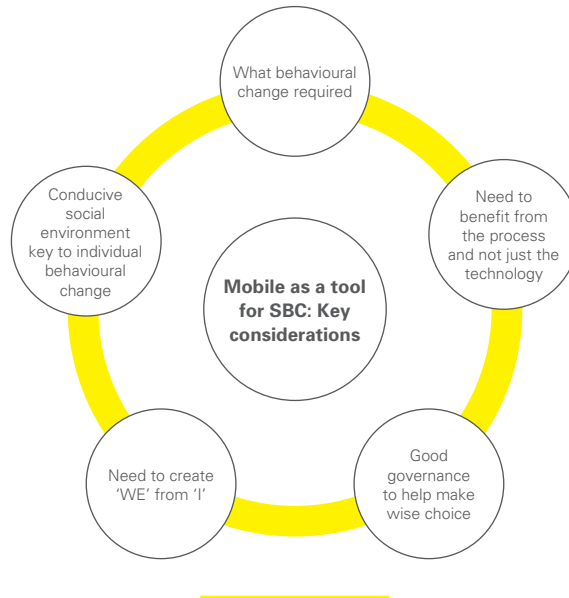 What behavioural
change required
Need to
benefit from
the process
and not just the
technology
Good
governance
to help make
wise choice
Need to create
‘WE’ from ‘I’
Conducive
social
environment
key to individual
behavioural
change
Mobile as a tool
for SBC: Key
considerations